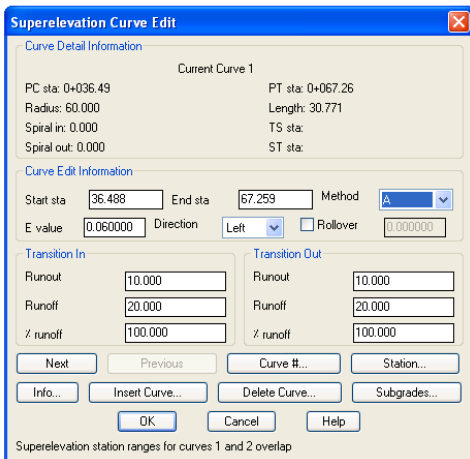 Superelevation Curve Edit
Curve Detail Information
Current Curve 1
PC sta: 0+036.49 PT sta: 0+067.26
Radius: 60.000 Length: 30.771
Spiral in: 0.000 TS sta:
Spiral out: 0.000 ST sta:
Curve Edit Information
Start sta 36.488 End sta 67.259 Method A
E value 0.060000 Direction Left Rollover 0.000000
Transition In Transition Out
Runout 10.000 Runout 10.000
Runoff 20.000 Runoff 20.000
% runoff 100.000 % runoff 100.000
Next Previous Curve #... Station...
Info... Insert Curve... Delete Curve... Subgrades...
OK Cancel Help
Superelevation station ranges for curves 1 and 2 overlap